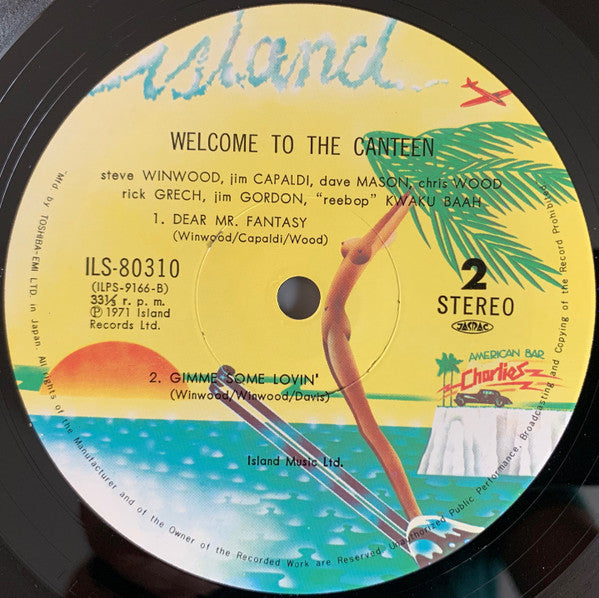 island
WELCOME TO THE CANTEEN
steve WINWOOD, jim CAPALDI, dave MASON, chris WOOD
rick GRECH, jim GORDON, "reebop" KWAKU BAAH
1. DEAR MR. FANTASY
(Winwood/Capaldi/Wood)
ILS-80310
(ILPS-9166-B)
33⅓ r. p. m.
Ⓟ 1971 Island
Records Ltd.
2
STEREO
JASRAC
AMERICAN BAR
Charlies
2. GIMME SOME LOVIN'
(Winwood/Winwood/Davis)
Island Music Ltd.
Mfd by TOSHIBA-EMI LTD. in Japan. All rights of the Manufacturer and of the Owner of the Recorded Work are Reserved. Unauthorized Public Performance, Broadcasting and Copying of the Record Prohibited